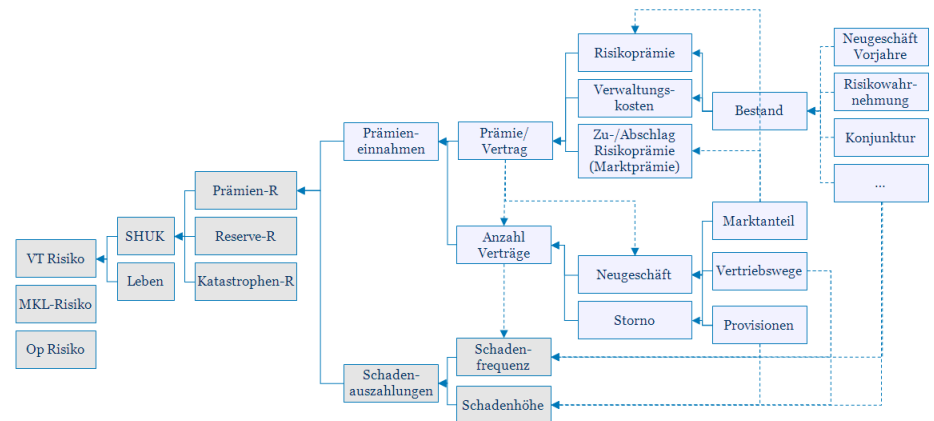 Neugeschäft
Vorjahre
Risikoprämie
Risikowahr-
nehmung
Verwaltungs-
kosten
Bestand
Prämien-
einnahmen
Prämie/
Vertrag
Zu-/Abschlag
Risikoprämie
(Marktprämie)
Konjunktur
...
Prämien-R
Marktanteil
SHUK
Reserve-R
Anzahl
Verträge
VT Risiko
Leben
Katastrophen-R
Neugeschäft
Vertriebswege
MKL-Risiko
Storno
Provisionen
Op Risiko
Schaden-
frequenz
Schaden-
auszahlungen
Schadenhöhe